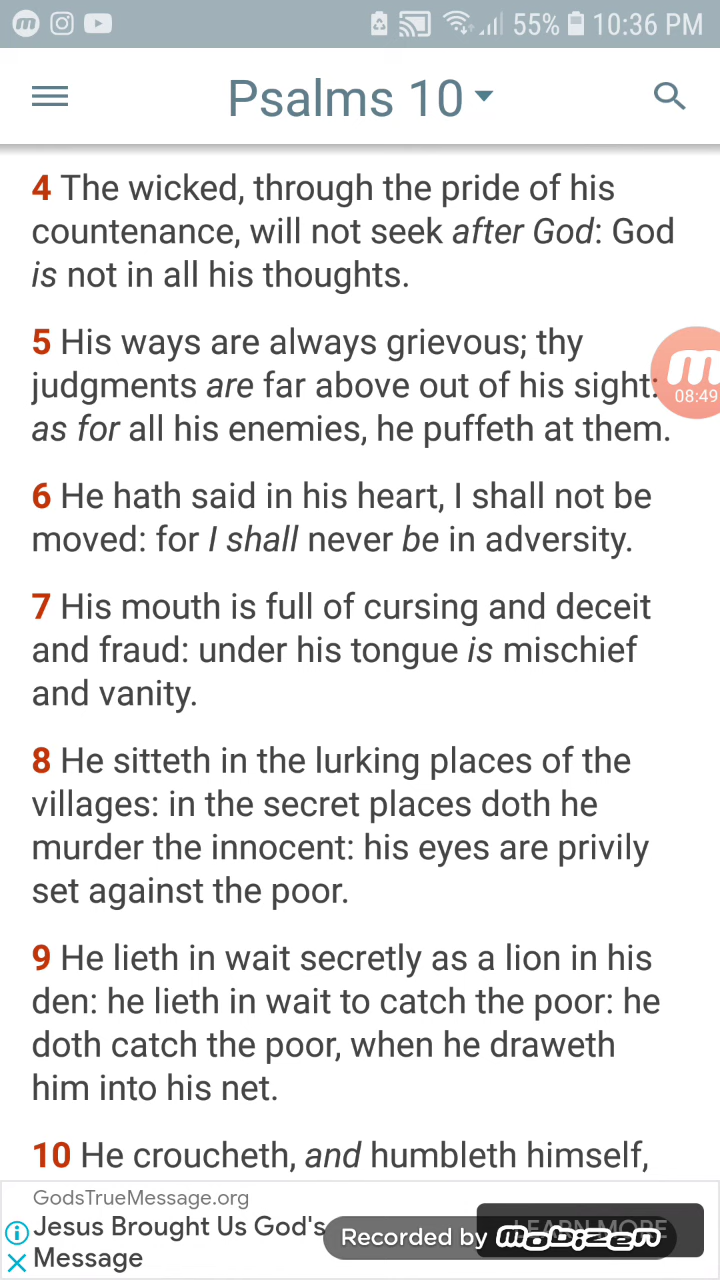 55% 10:36 PM
Psalms 10
4 The wicked, through the pride of his
countenance, will not seek after God: God
is not in all his thoughts.
5 His ways are always grievous; thy
judgments are far above out of his sight:
as for all his enemies, he puffeth at them.
m
08:49
6 He hath said in his heart, I shall not be
moved: for I shall never be in adversity.
7 His mouth is full of cursing and deceit
and fraud: under his tongue is mischief
and vanity.
8 He sitteth in the lurking places of the
villages: in the secret places doth he
murder the innocent: his eyes are privily
set against the poor.
9 He lieth in wait secretly as a lion in his
den: he lieth in wait to catch the poor: he
doth catch the poor, when he draweth
him into his net.
10 He croucheth, and humbleth himself,
GodsTrueMessage.org
Jesus Brought Us God's
Message
LEARN MORE
Recorded by mobizen